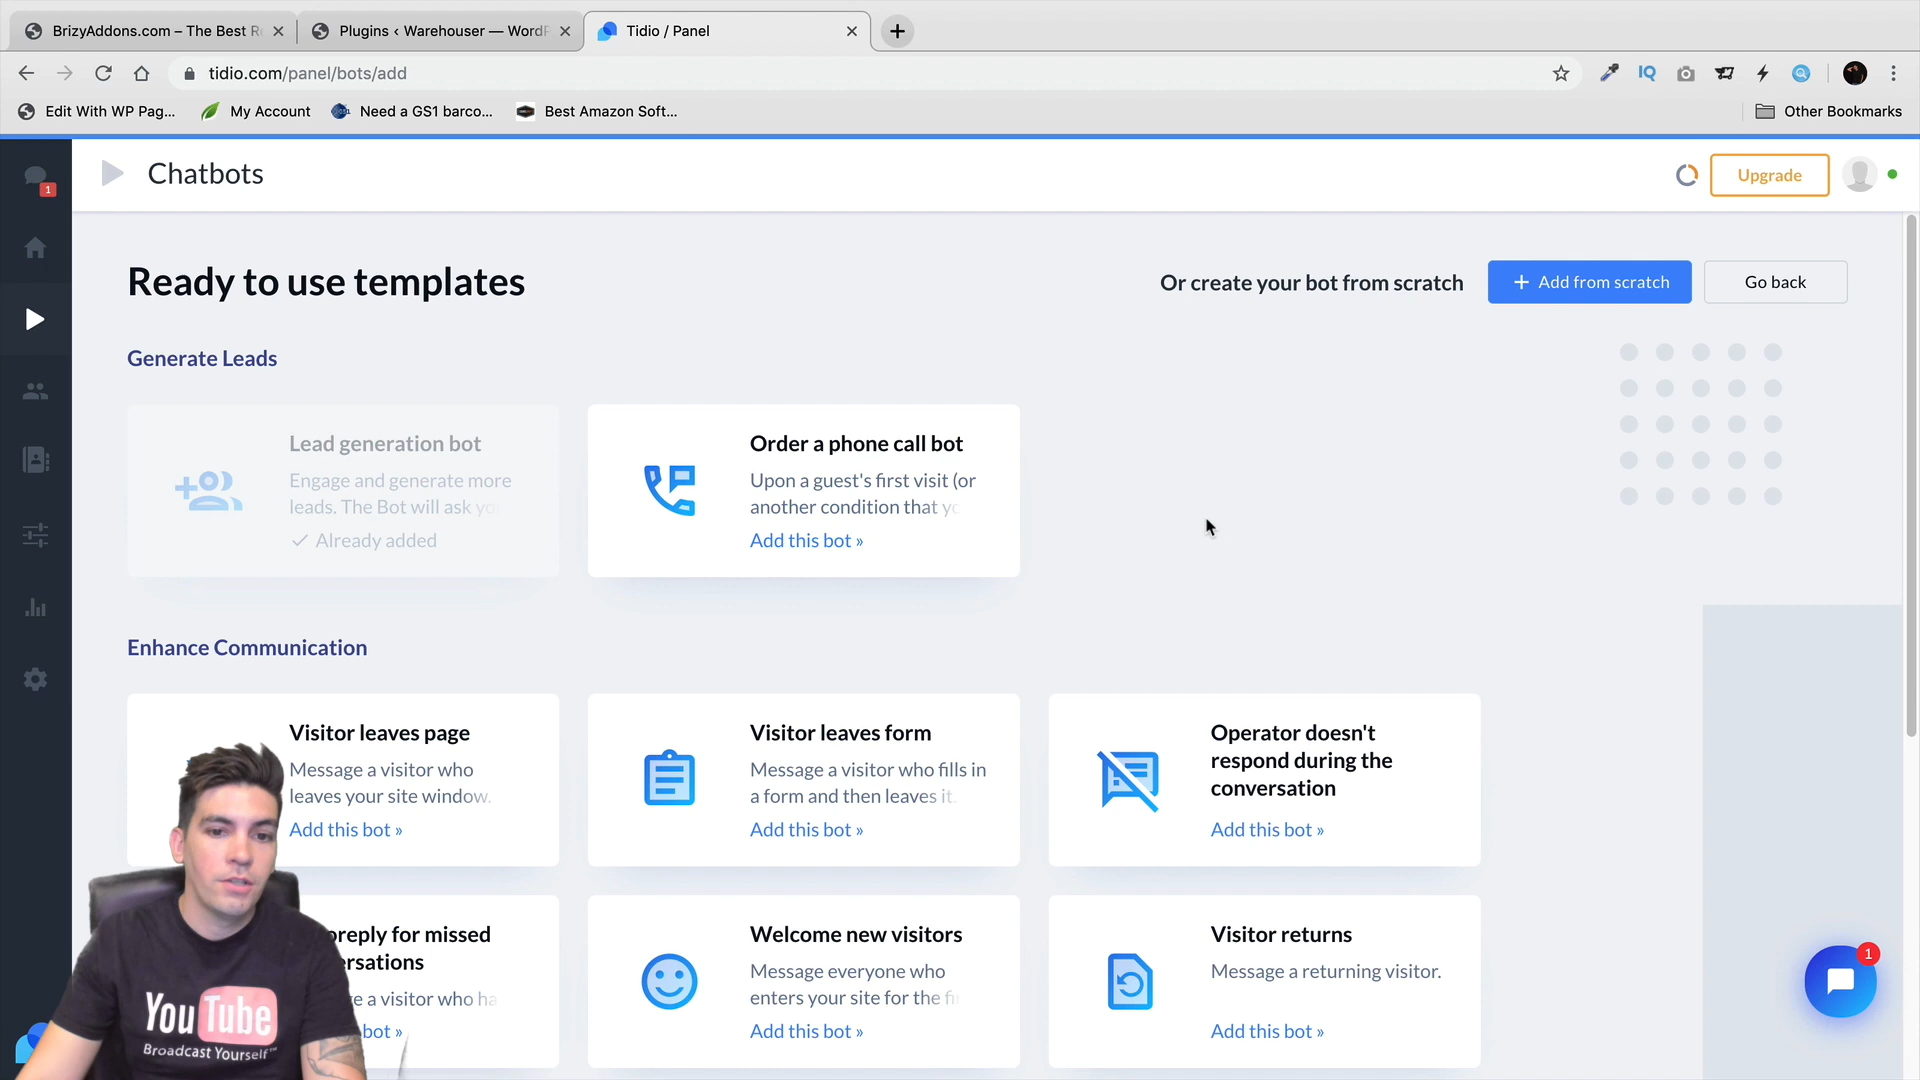 BrizyAddons.com – The Best R
Plugins ‹ Warehouser — WordP
Tidio / Panel
tidio.com/panel/bots/add
IQ
Edit With WP Pag...
My Account
Need a GS1 barco...
Best Amazon Soft...
Other Bookmarks
1
Chatbots
Upgrade
Ready to use templates
Or create your bot from scratch
+ Add from scratch
Go back
Generate Leads
Lead generation bot
Engage and generate more
leads. The Bot will ask yo
Already added
Order a phone call bot
Upon a guest's first visit (or
another condition that yo
Add this bot »
Enhance Communication
Visitor leaves page
Message a visitor who
leaves your site window.
Add this bot »
Visitor leaves form
Message a visitor who fills in
a form and then leaves it.
Add this bot »
Operator doesn't
respond during the
conversation
Add this bot »
oreply for missed
ersations
e a visitor who ha
bot »
Welcome new visitors
Message everyone who
enters your site for the fi
Add this bot »
Visitor returns
Message a returning visitor.
Add this bot »
1
YouTube
Broadcast Yourself™